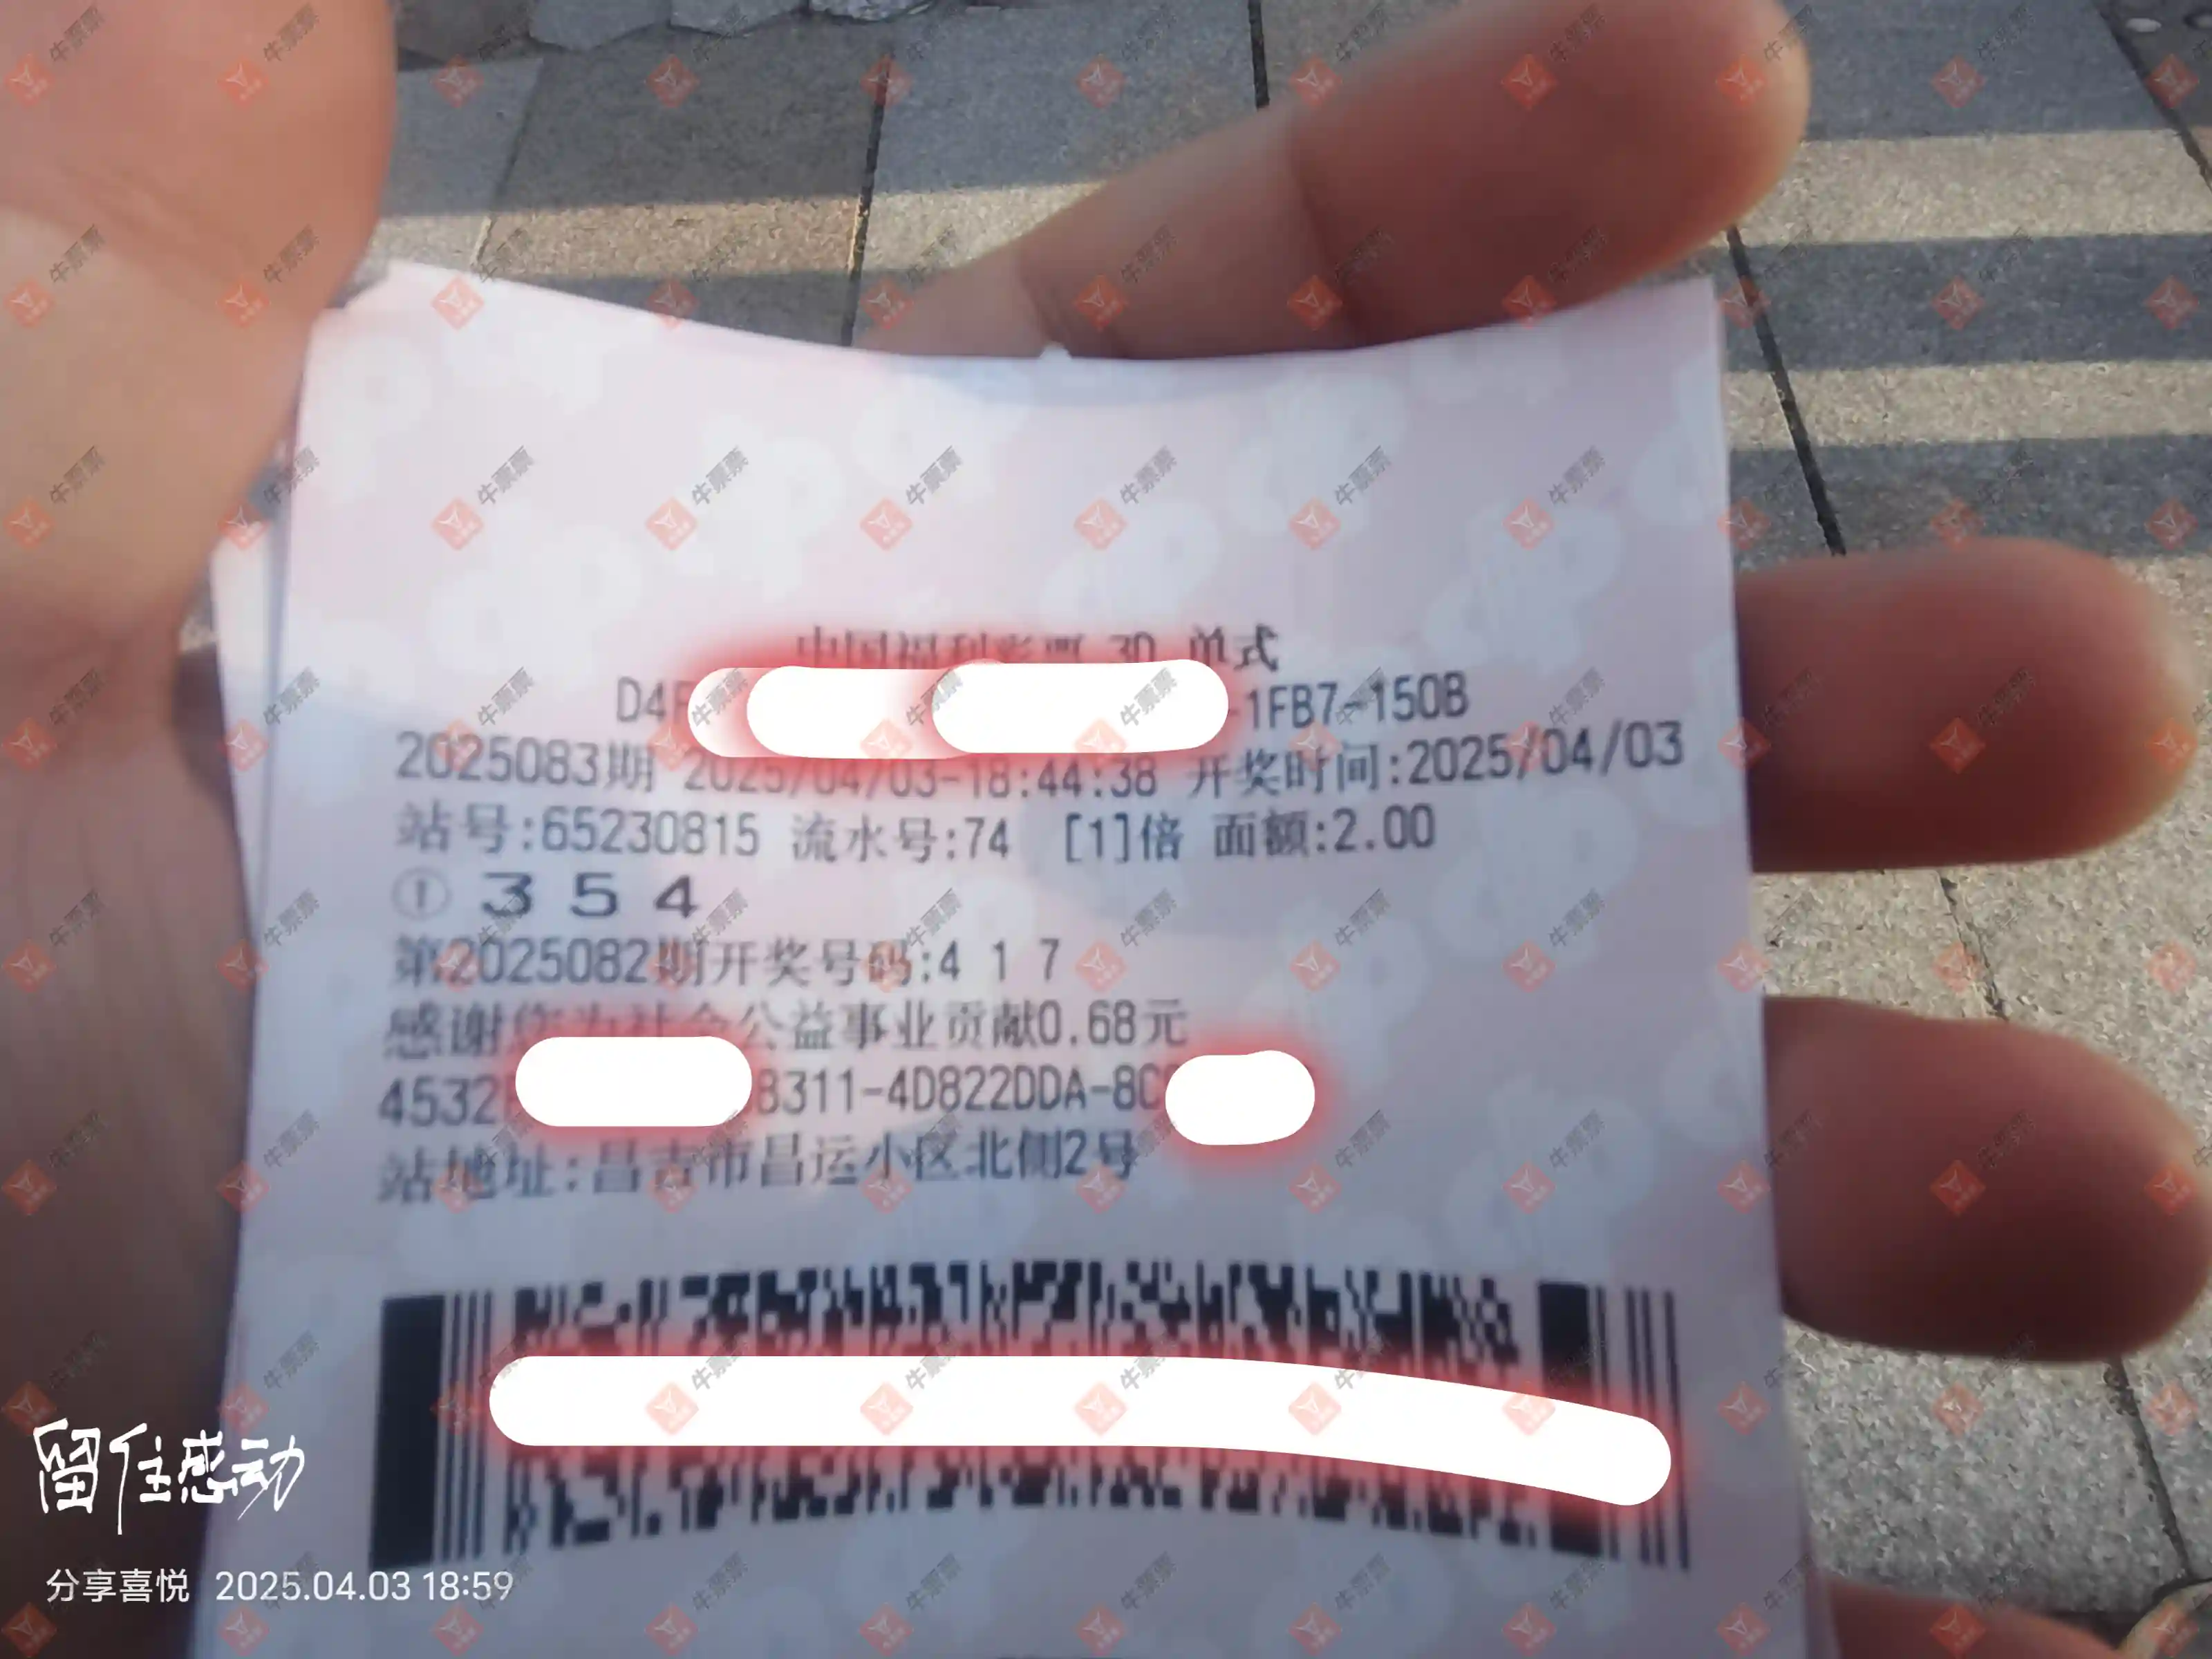 中国福利彩票 3D 单式
D4F -1FB7-150B
2025083期 2025/04/03-18:44:38 开奖时间:2025/04/03
站号:65230815 流水号:74 [1]倍 面额:2.00
① 3 5 4
第2025082期开奖号码:4 1 7
感谢您为社会公益事业贡献0.68元
4532 8311-4D822DDA-8C
站地址:昌吉市昌运小区北侧2号
留住感动
分享喜悦 2025.04.03 18:59
牛票票